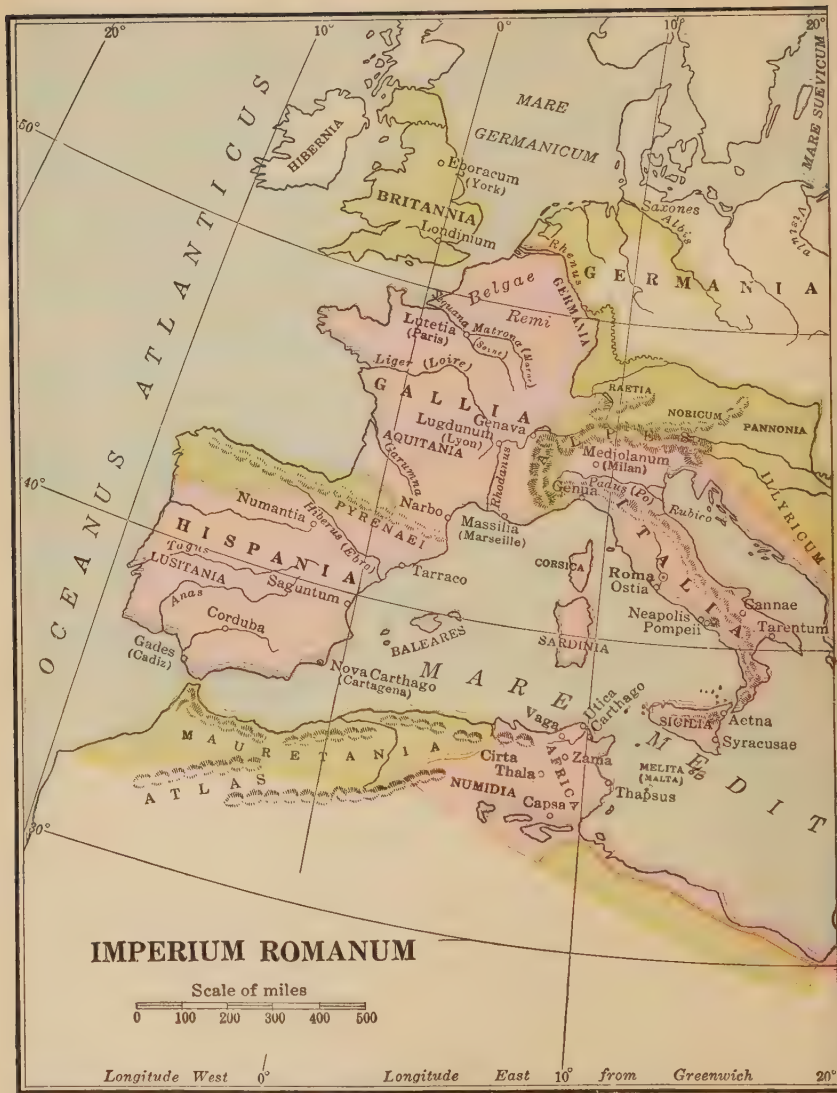 20°
10°
0°
10°
20°
50°
40°
30°
OCEANUS ATLANTICUS
HIBERNIA
MARE
GERMANICUM
MARE SUEVICUM
Eboracum
(York)
BRITANNIA
Londinium
Saxones
Albis
Vistula
Rhenus
GERMANIA
Belgae
GERMANIA
Remi
Sequana
Matrona (Marne)
Lutetia
(Paris)
(Seine)
Liger (Loire)
GALLIA
RAETIA
NORICUM
PANNONIA
Genava
Lugdunum
(Lyon)
ALPES
AQUITANIA
Mediolanum
(Milan)
Garumna
Rhodanus
Padus (Po)
ILLYRICUM
Genua
Rubico
Narbo
PYRENAEI
Massilia
(Marseille)
Numantia
Hiberus (Ebro)
HISPANIA
ITALIA
CORSICA
Tagus
Tarraco
Roma
Ostia
LUSITANIA
Saguntum
Cannae
Anas
Neapolis
Pompeii
Tarentum
Corduba
BALEARES
SARDINIA
Gades
(Cadiz)
MARE MEDIT
Nova Carthago
(Cartagena)
Utica
Carthago
Vaga
SICILIA
Aetna
Syracusae
MAURETANIA
Cirta
Zama
Thala
AFRICA
MELITA
(MALTA)
ATLAS
NUMIDIA
Thapsus
Capsa
IMPERIUM ROMANUM
Scale of miles
0 100 200 300 400 500
Longitude West 0° Longitude East 10° from Greenwich 20°